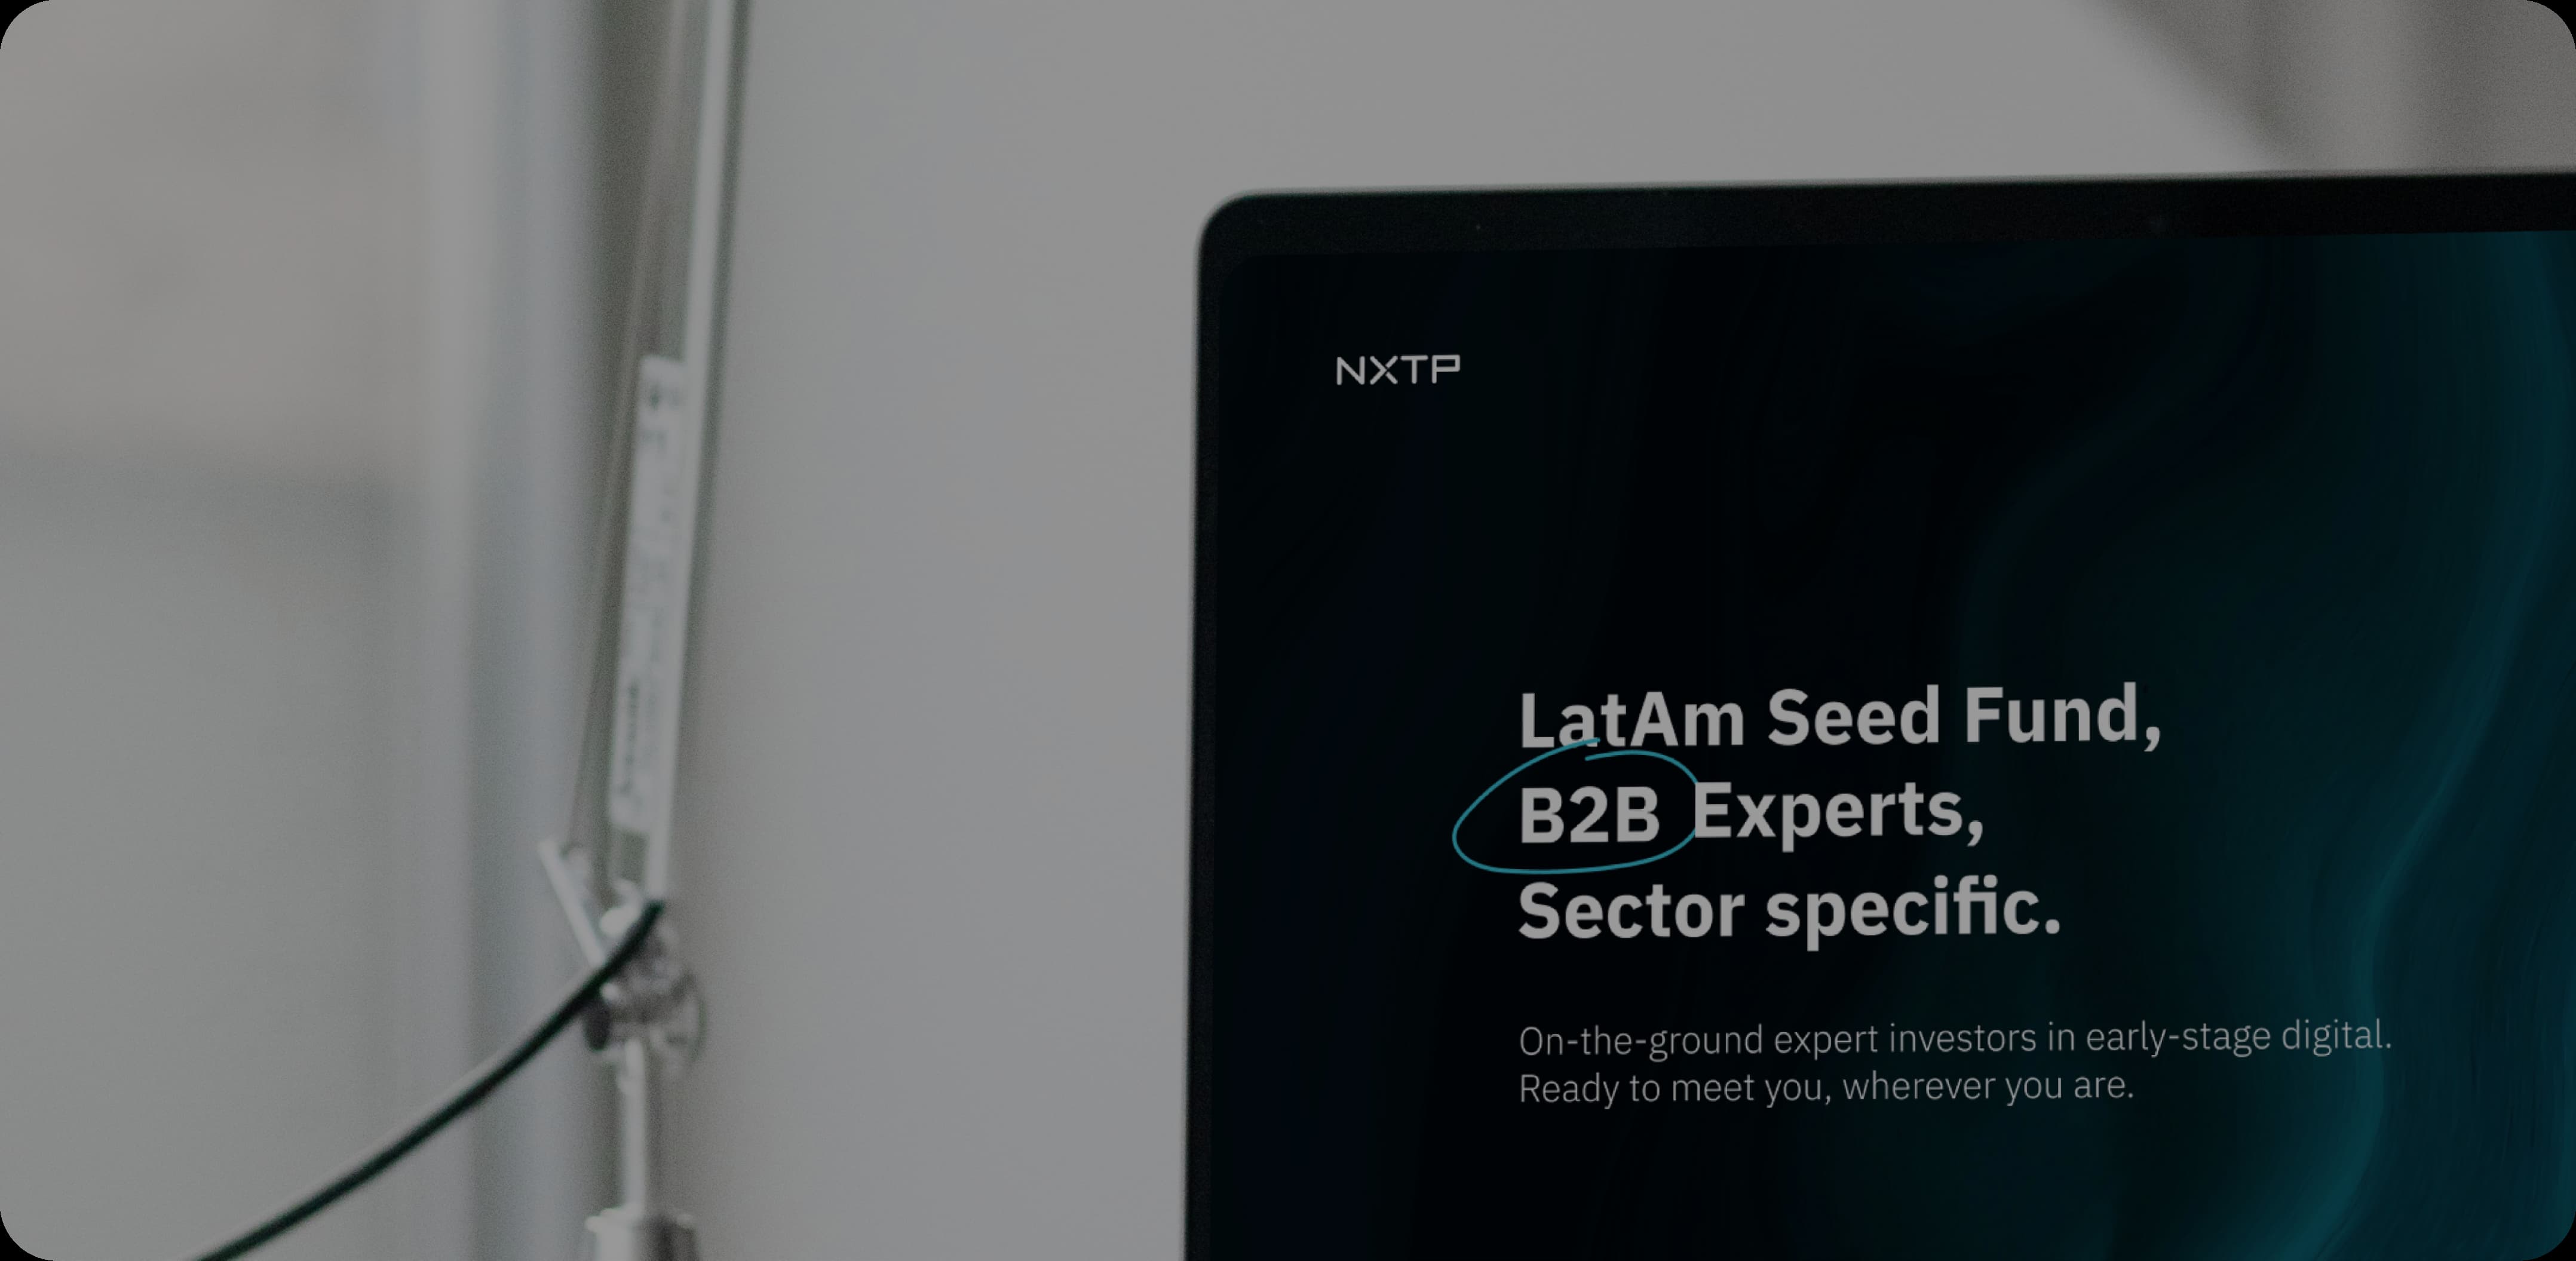 NXTP
LatAm Seed Fund,
B2B Experts,
Sector specific.
On-the-ground expert investors in early-stage digital.
Ready to meet you, wherever you are.